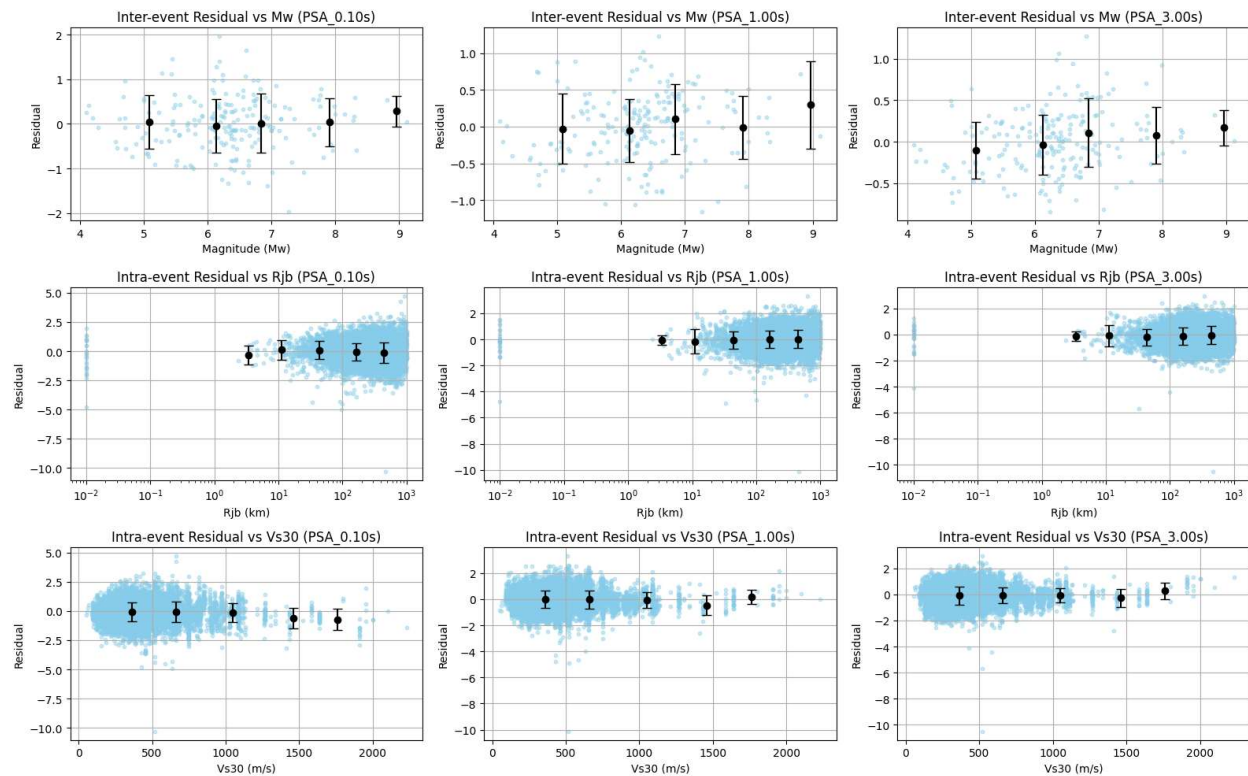 Inter-event Residual vs Mw (PSA_0.10s)
Residual
2
1
0
−1
−2
4 5 6 7 8 9
Magnitude (Mw)
Inter-event Residual vs Mw (PSA_1.00s)
Residual
1.0
0.5
0.0
−0.5
−1.0
4 5 6 7 8 9
Magnitude (Mw)
Inter-event Residual vs Mw (PSA_3.00s)
Residual
1.0
0.5
0.0
−0.5
4 5 6 7 8 9
Magnitude (Mw)
Intra-event Residual vs Rjb (PSA_0.10s)
Residual
5.0
2.5
0.0
−2.5
−5.0
−7.5
−10.0
10⁻² 10⁻¹ 10⁰ 10¹ 10² 10³
Rjb (km)
Intra-event Residual vs Rjb (PSA_1.00s)
Residual
2
0
−2
−4
−6
−8
−10
10⁻² 10⁻¹ 10⁰ 10¹ 10² 10³
Rjb (km)
Intra-event Residual vs Rjb (PSA_3.00s)
Residual
2
0
−2
−4
−6
−8
−10
10⁻² 10⁻¹ 10⁰ 10¹ 10² 10³
Rjb (km)
Intra-event Residual vs Vs30 (PSA_0.10s)
Residual
5.0
2.5
0.0
−2.5
−5.0
−7.5
−10.0
0 500 1000 1500 2000
Vs30 (m/s)
Intra-event Residual vs Vs30 (PSA_1.00s)
Residual
2
0
−2
−4
−6
−8
−10
0 500 1000 1500 2000
Vs30 (m/s)
Intra-event Residual vs Vs30 (PSA_3.00s)
Residual
2
0
−2
−4
−6
−8
−10
0 500 1000 1500 2000
Vs30 (m/s)